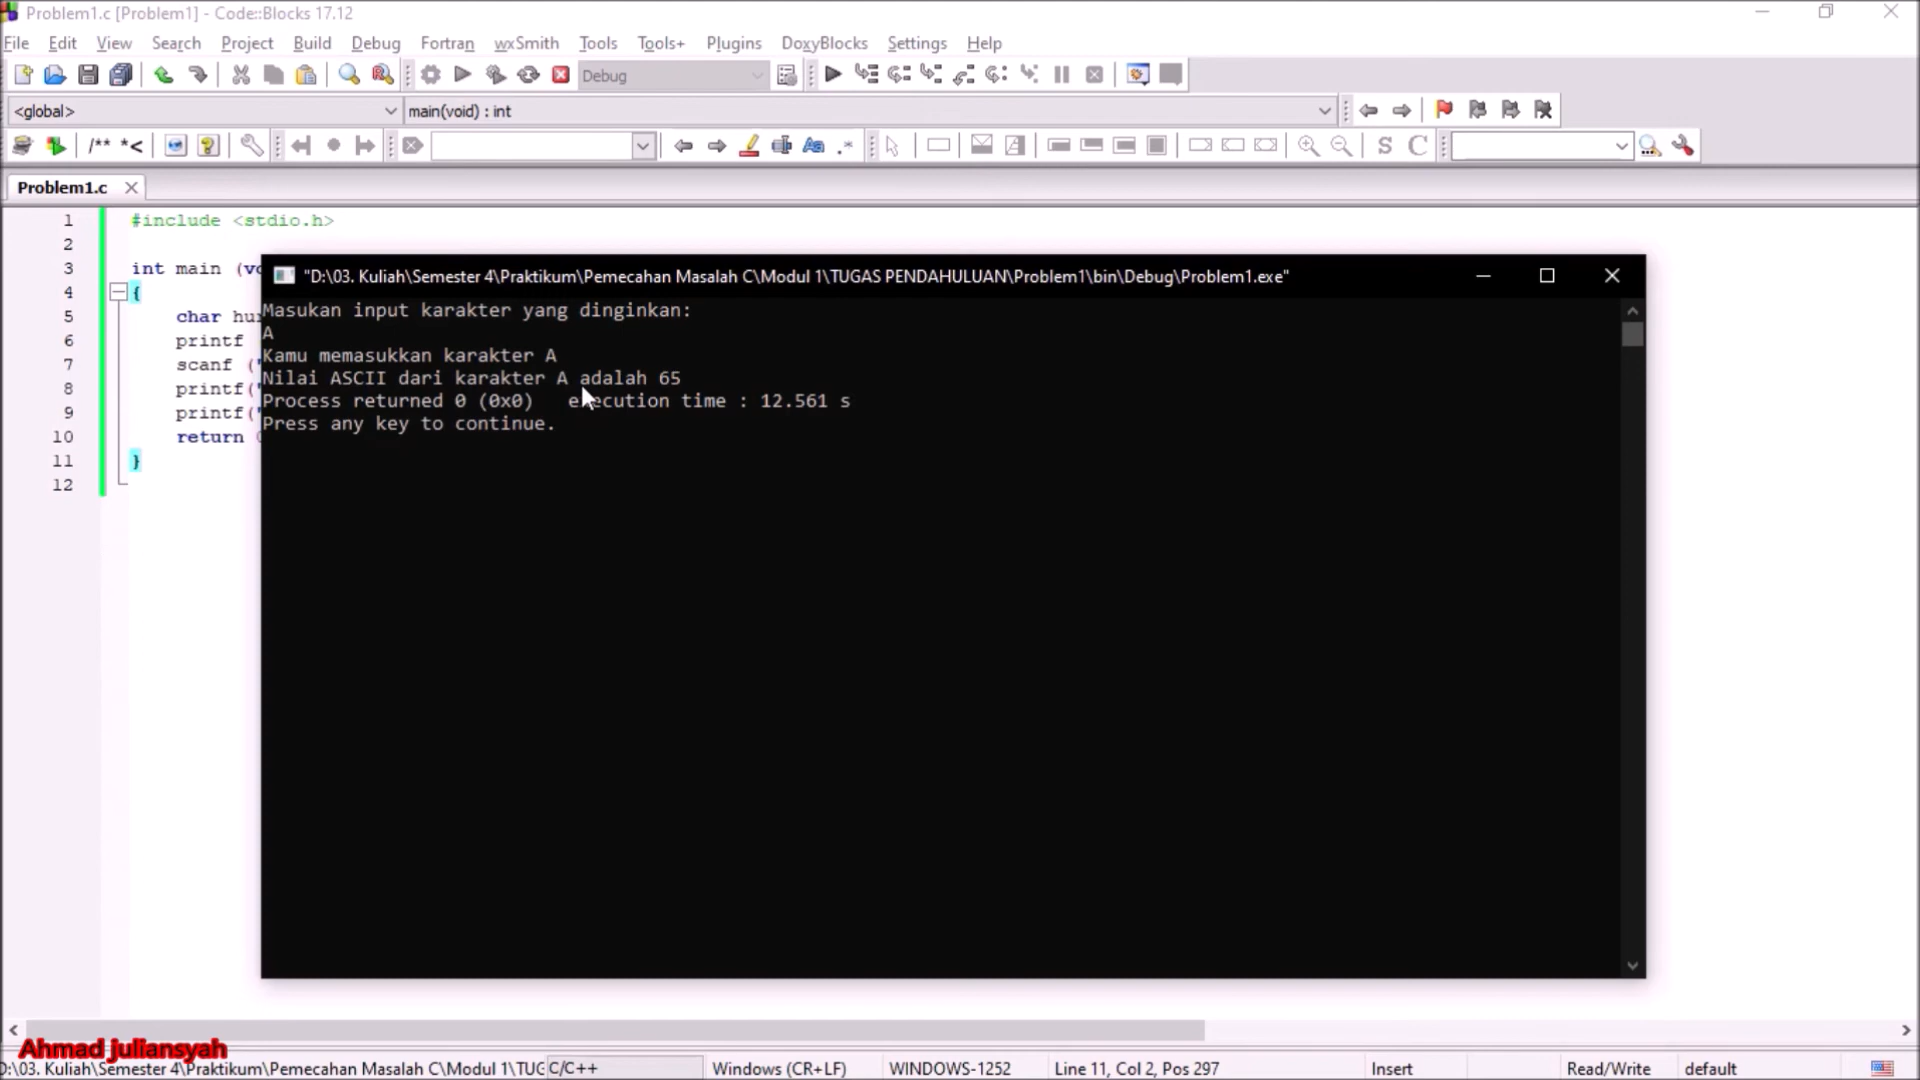 Problem1.c [Problem1] - Code::Blocks 17.12
File Edit View Search Project Build Debug Fortran wxSmith Tools Tools+ Plugins DoxyBlocks Settings Help
Debug
<global> main(void) : int
/** *<
Problem1.c
1 #include <stdio.h>
2
3 int main
4 {
5 char
6 printf
7 scanf ("
8 printf("
9 printf("
10 return
11 }
12
"D:\03. Kuliah\Semester 4\Praktikum\Pemecahan Masalah C\Modul 1\TUGAS PENDAHULUAN\Problem1\bin\Debug\Problem1.exe"
Masukan input karakter yang dinginkan:
A
Kamu memasukkan karakter A
Nilai ASCII dari karakter A adalah 65
Process returned 0 (0x0) execution time : 12.561 s
Press any key to continue.
Ahmad juliansyah
D:\03. Kuliah\Semester 4\Praktikum\Pemecahan Masalah C\Modul 1\TUG C/C++ Windows (CR+LF) WINDOWS-1252 Line 11, Col 2, Pos 297 Insert Read/Write default